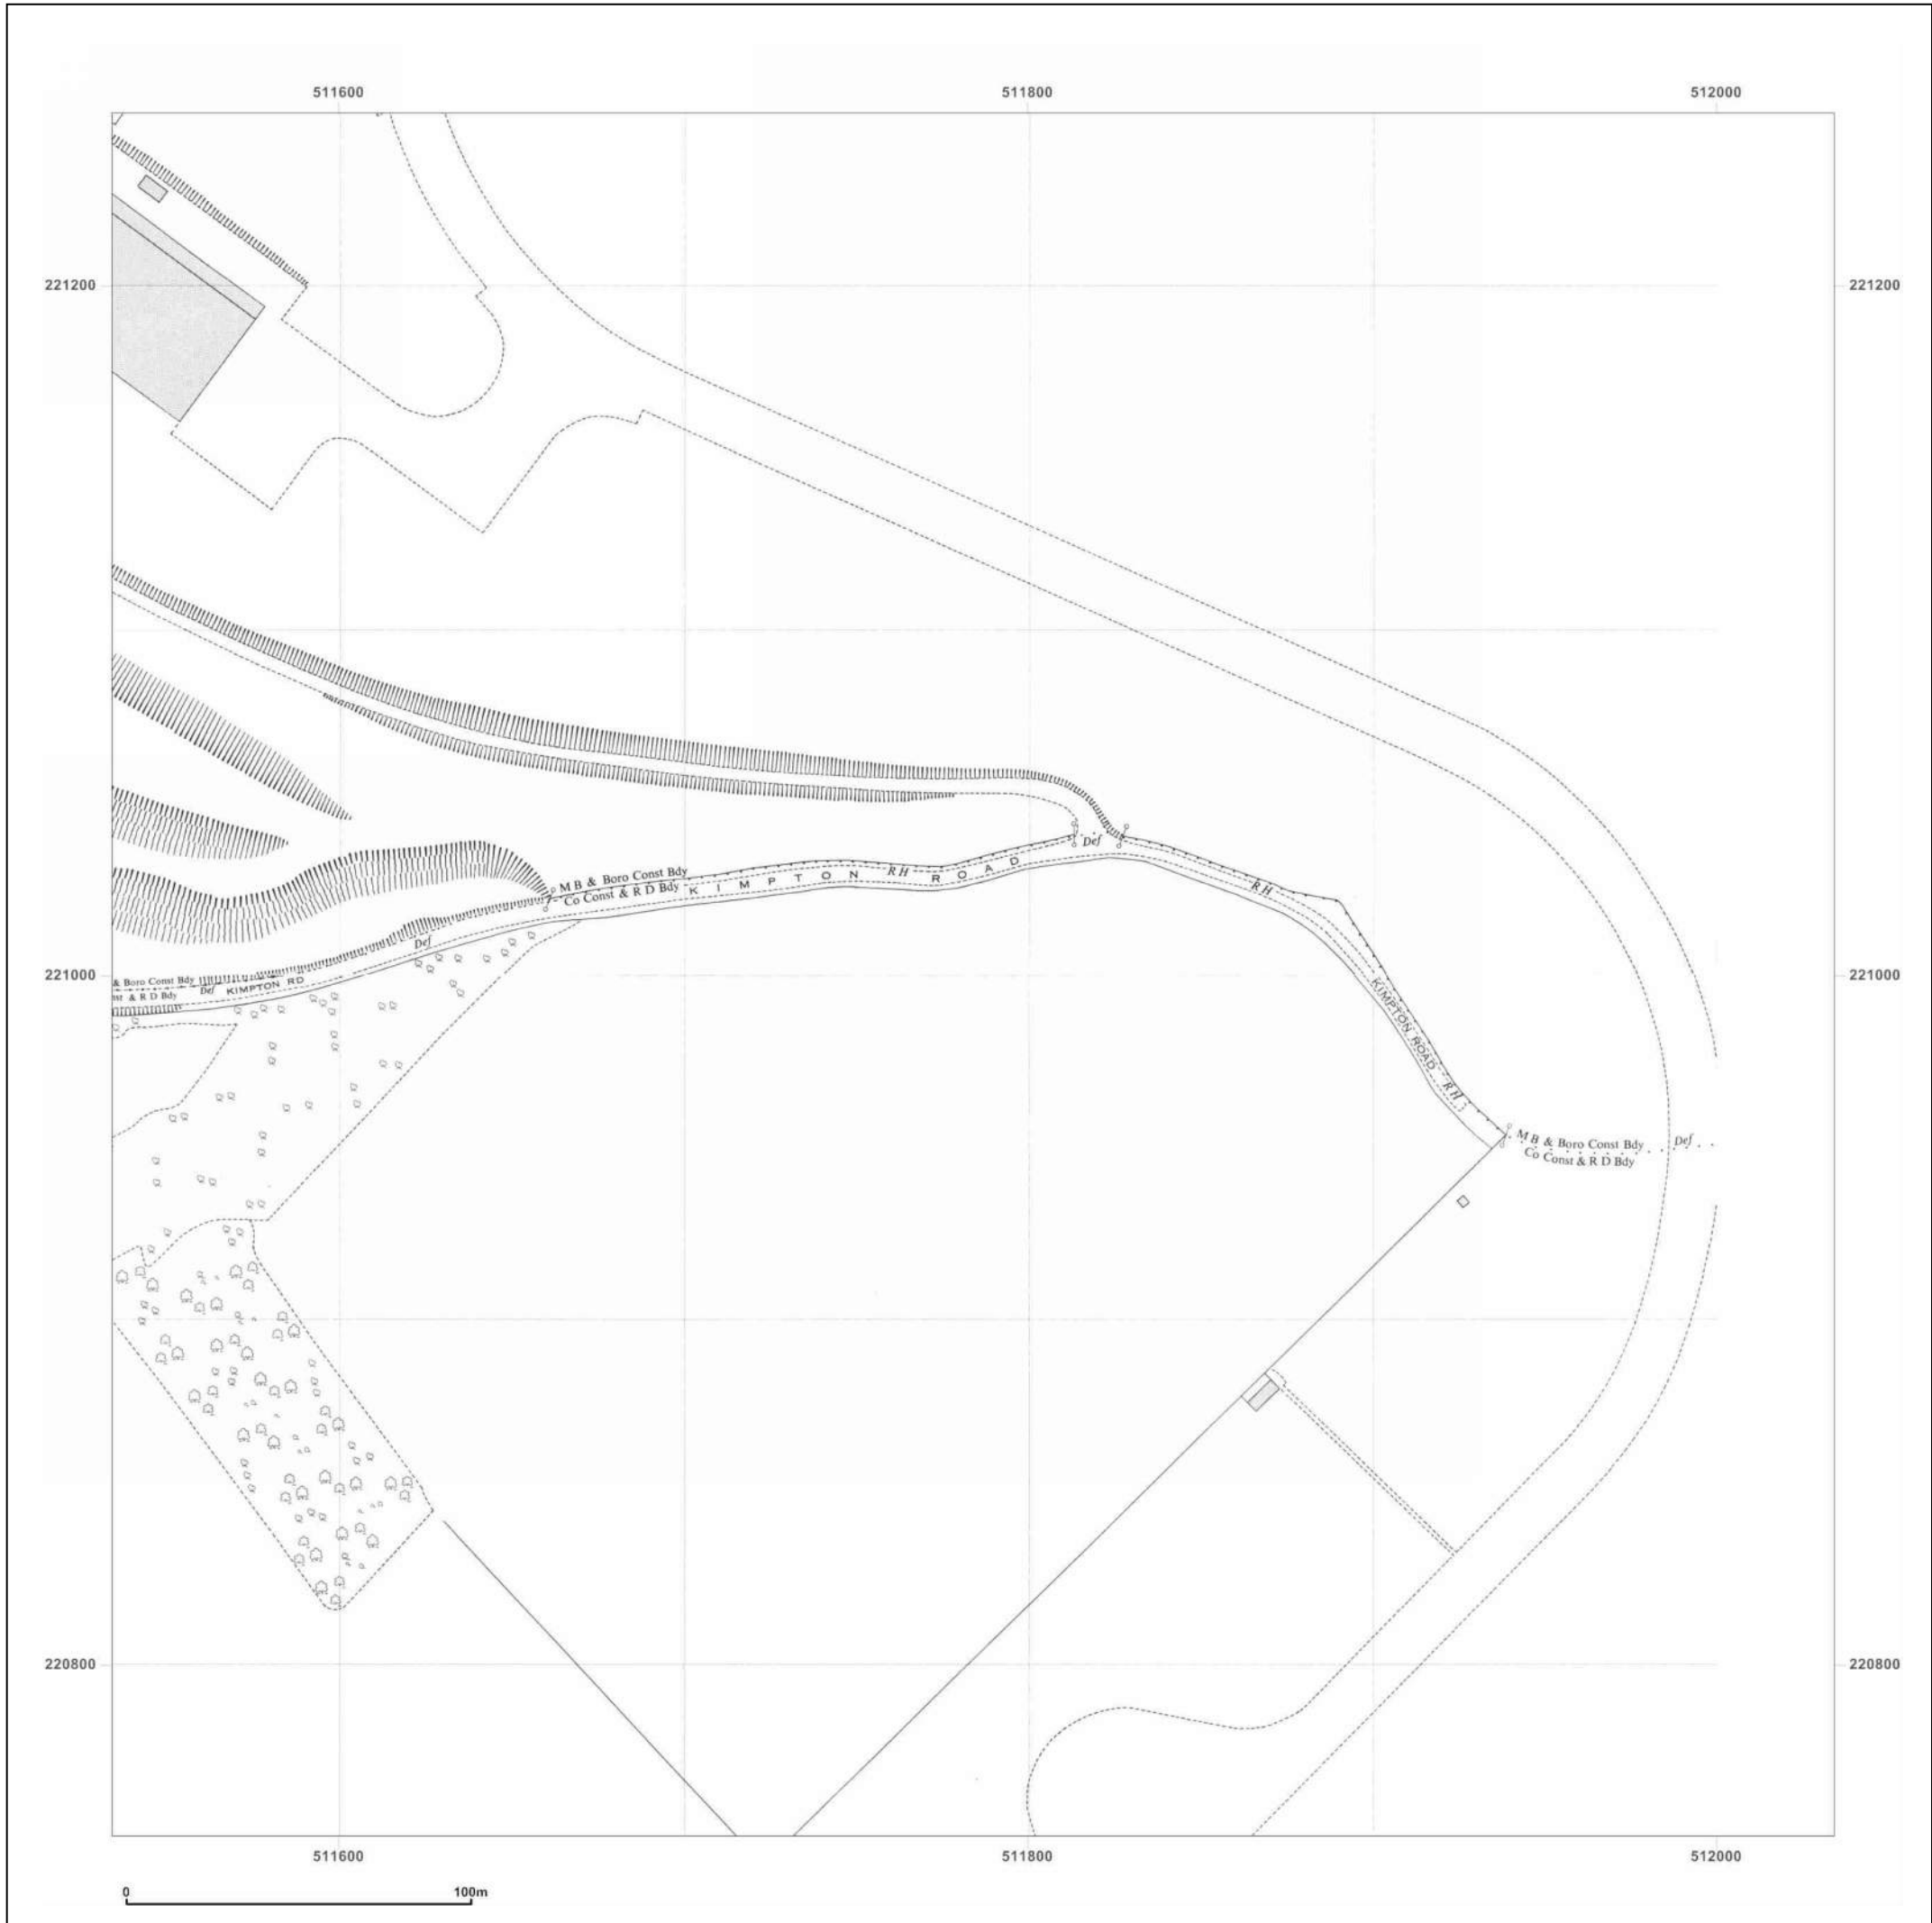 511600
511800
512000
221200
221200
M B & Boro Const Bdy
Co Const & R D Bdy
KIMPTON ROAD
RH
Def
RH
Def
221000
& Boro Const Bdy
st & R D Bdy
Def
KIMPTON RD
221000
KIMPTON ROAD
RH
M B & Boro Const Bdy
Co Const & R D Bdy
Def
220800
220800
511600
511800
512000
0
100m